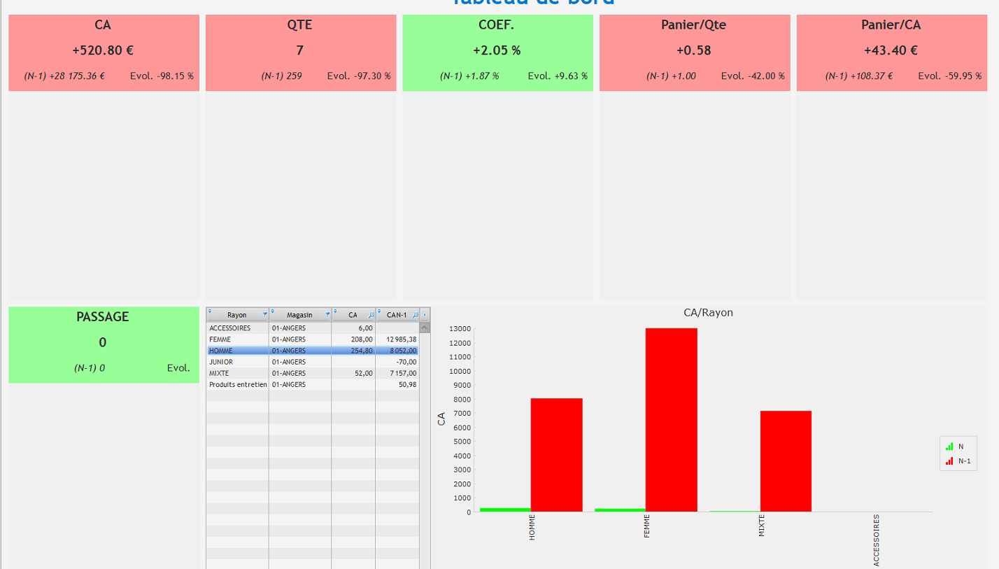 Tableau de bord
CA
+520.80 €
(N-1) +28 175.36 € Evol. -98.15 %
QTE
7
(N-1) 259 Evol. -97.30 %
COEF.
+2.05 %
(N-1) +1.87 % Evol. +9.63 %
Panier/Qte
+0.58
(N-1) +1.00 Evol. -42.00 %
Panier/CA
+43.40 €
(N-1) +108.37 € Evol. -59.95 %
PASSAGE
0
(N-1) 0 Evol.
Rayon Magasin CA CAN-1
ACCESSOIRES 01-ANGERS 6,00
FEMME 01-ANGERS 208,00 12 985,38
HOMME 01-ANGERS 254,80 8 052,00
JUNIOR 01-ANGERS -70,00
MIXTE 01-ANGERS 52,00 7 157,00
Produits entretien 01-ANGERS 50,98
CA/Rayon
CA
13000
12000
11000
10000
9000
8000
7000
6000
5000
4000
3000
2000
1000
0
HOMME
FEMME
MIXTE
ACCESSOIRES
N
N-1